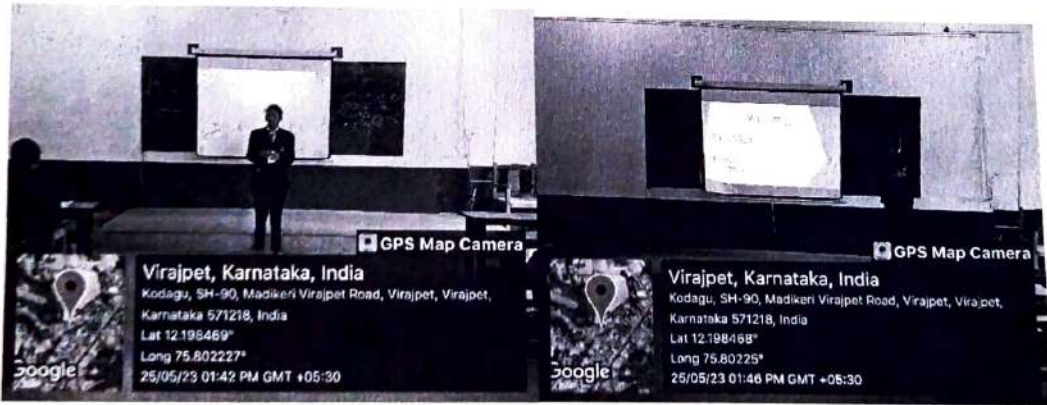 GPS Map Camera
Virajpet, Karnataka, India
Kodagu, SH-90, Madikeri Virajpet Road, Virajpet, Virajpet,
Karnataka 571218, India
Lat 12.198469°
Long 75.802227°
25/05/23 01:42 PM GMT +05:30
Google
GPS Map Camera
Virajpet, Karnataka, India
Kodagu, SH-90, Madikeri Virajpet Road, Virajpet, Virajpet,
Karnataka 571218, India
Lat 12.198468°
Long 75.80225°
25/05/23 01:46 PM GMT +05:30
Google